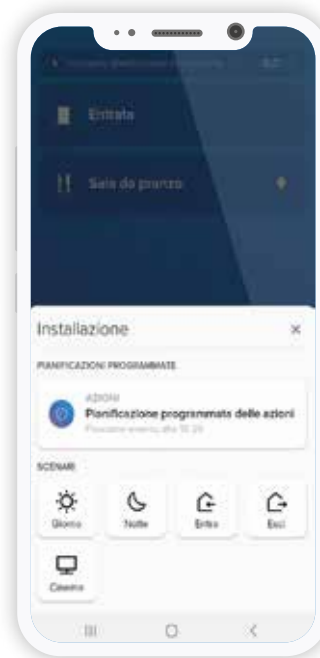 Entrata
Sala da pranzo
Installazione
PIANIFICAZIONI PROGRAMMATE
AZIONI
Pianificazione programmata delle azioni
SCENARI
Giorno
Notte
Entra
Esci
Cinema